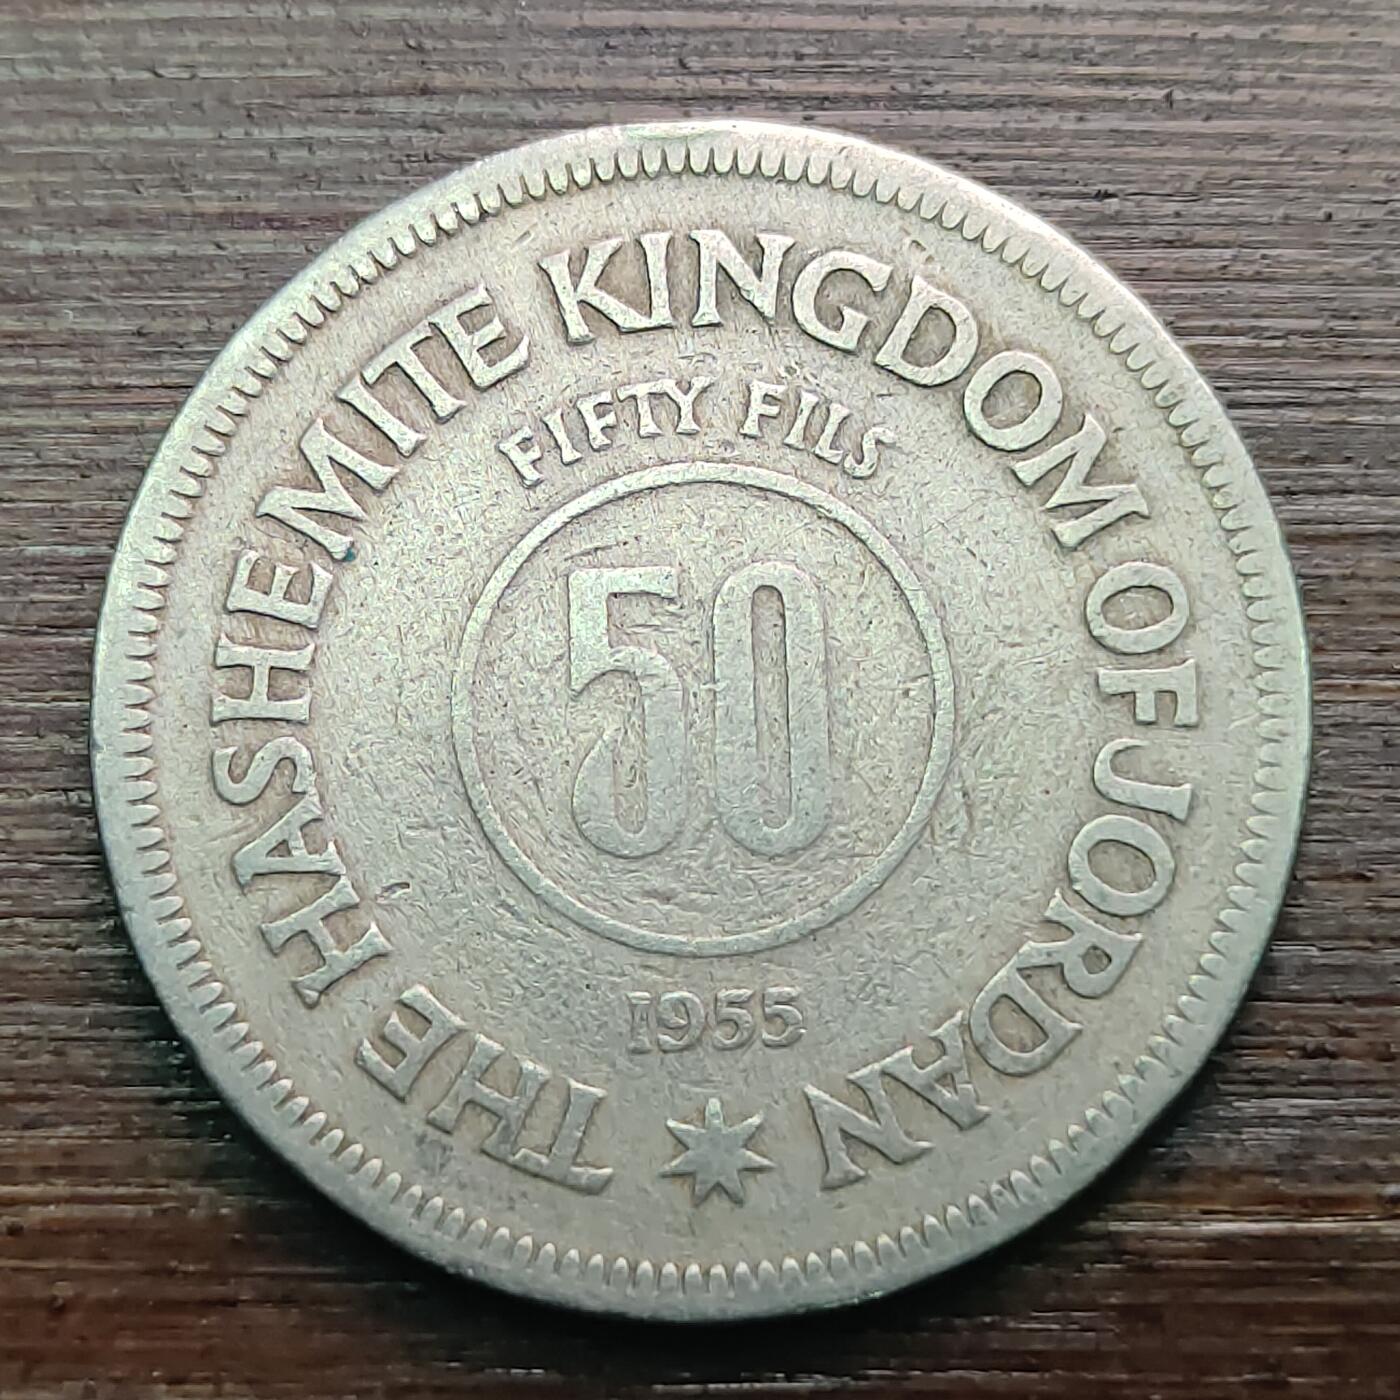 THE HASHEMITE KINGDOM OF JORDAN
FIFTY FILS
50
1955